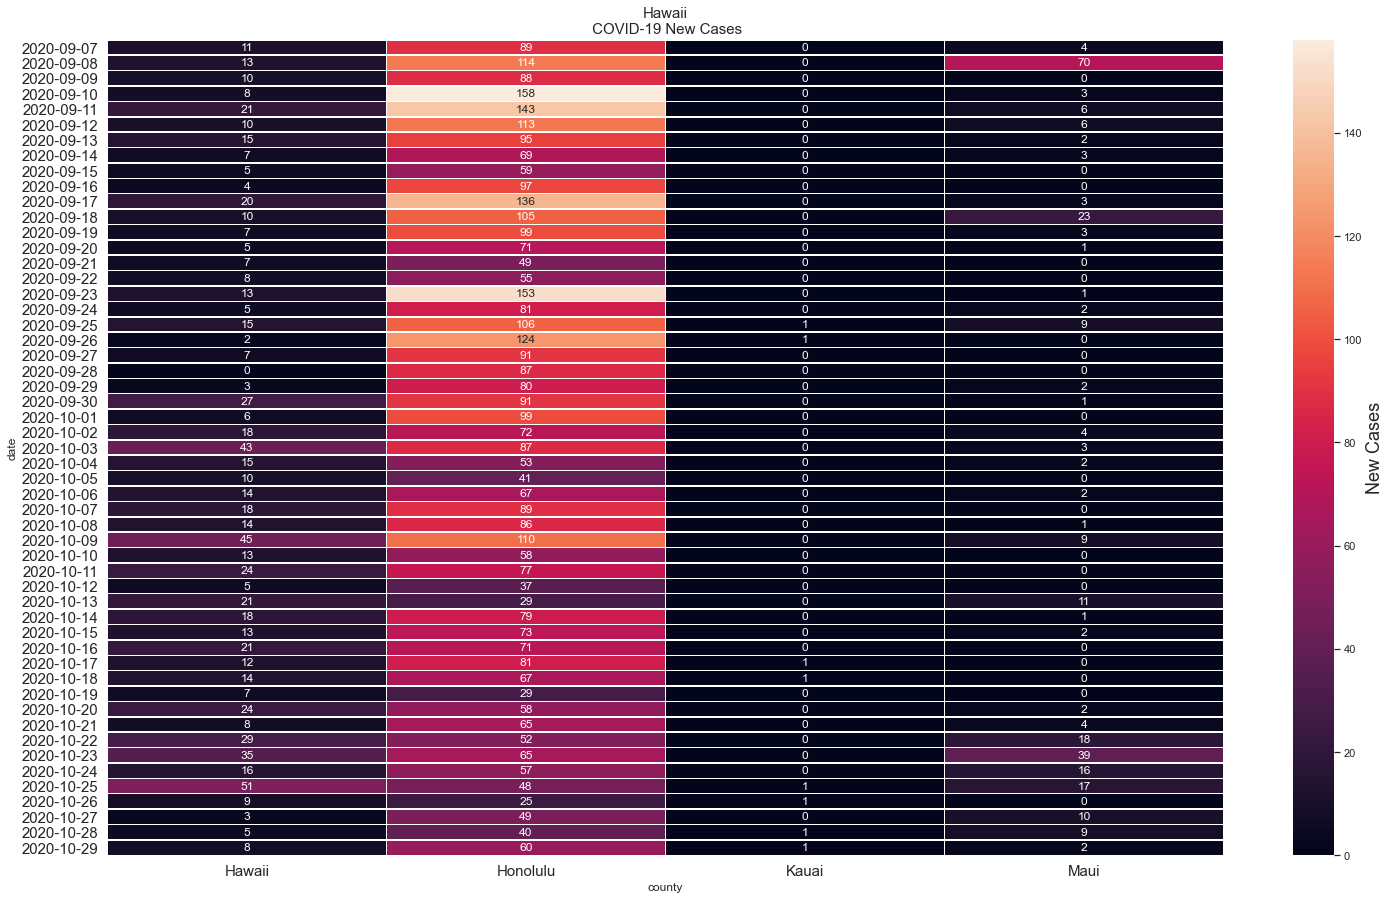 Hawaii
COVID-19 New Cases
2020-09-07 11 89 0 4
2020-09-08 13 114 0 70
2020-09-09 10 88 0 0
2020-09-10 8 158 0 3
2020-09-11 21 143 0 6
2020-09-12 10 113 0 6
2020-09-13 15 95 0 2
2020-09-14 7 69 0 3
2020-09-15 5 59 0 0
2020-09-16 4 97 0 0
2020-09-17 20 136 0 3
2020-09-18 10 105 0 23
2020-09-19 7 99 0 3
2020-09-20 5 71 0 1
2020-09-21 7 49 0 0
2020-09-22 8 55 0 0
2020-09-23 13 153 0 1
2020-09-24 5 81 0 2
2020-09-25 15 106 1 9
2020-09-26 2 124 1 0
2020-09-27 7 91 0 0
2020-09-28 0 87 0 0
2020-09-29 3 80 0 2
2020-09-30 27 91 0 1
2020-10-01 6 99 0 0
2020-10-02 18 72 0 4
2020-10-03 43 87 0 3
2020-10-04 15 53 0 2
2020-10-05 10 41 0 0
2020-10-06 14 67 0 2
2020-10-07 18 89 0 0
2020-10-08 14 86 0 1
2020-10-09 45 110 0 9
2020-10-10 13 58 0 0
2020-10-11 24 77 0 0
2020-10-12 5 37 0 0
2020-10-13 21 29 0 11
2020-10-14 18 79 0 1
2020-10-15 13 73 0 2
2020-10-16 21 71 0 0
2020-10-17 12 81 1 0
2020-10-18 14 67 1 0
2020-10-19 7 29 0 0
2020-10-20 24 58 0 2
2020-10-21 8 65 0 4
2020-10-22 29 52 0 18
2020-10-23 35 65 0 39
2020-10-24 16 57 0 16
2020-10-25 51 48 1 17
2020-10-26 9 25 1 0
2020-10-27 3 49 0 10
2020-10-28 5 40 1 9
2020-10-29 8 60 1 2
date
Hawaii Honolulu Kauai Maui
county
140
120
100
80
60
40
20
0
New Cases